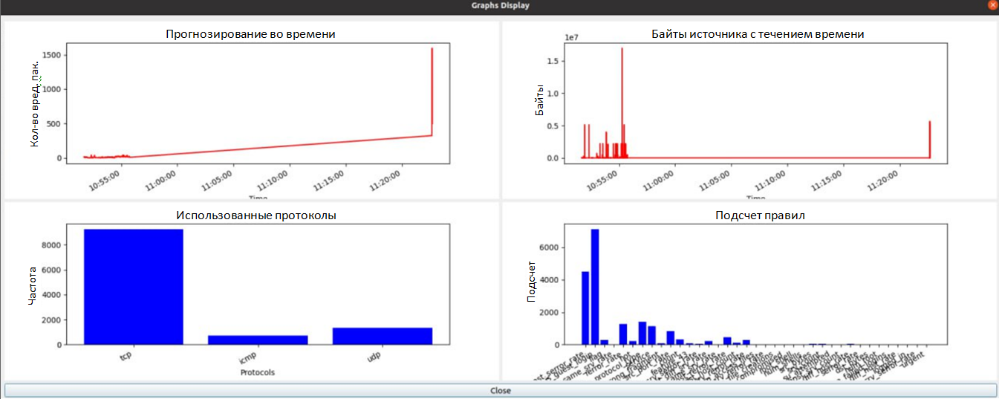 Graphs Display
Прогнозирование во времени
Кол-во вред. пак.
1500
1000
500
0
10:55:00
11:00:00
11:05:00
11:10:00
11:15:00
11:20:00
Time
Байты источника с течением времени
1e7
Байты
1.5
1.0
0.5
0.0
10:55:00
11:00:00
11:05:00
11:10:00
11:15:00
11:20:00
Time
Использованные протоколы
Частота
8000
6000
4000
2000
0
tcp
icmp
udp
Protocols
Подсчет правил
Подсчет
6000
4000
2000
0
urgent
Close